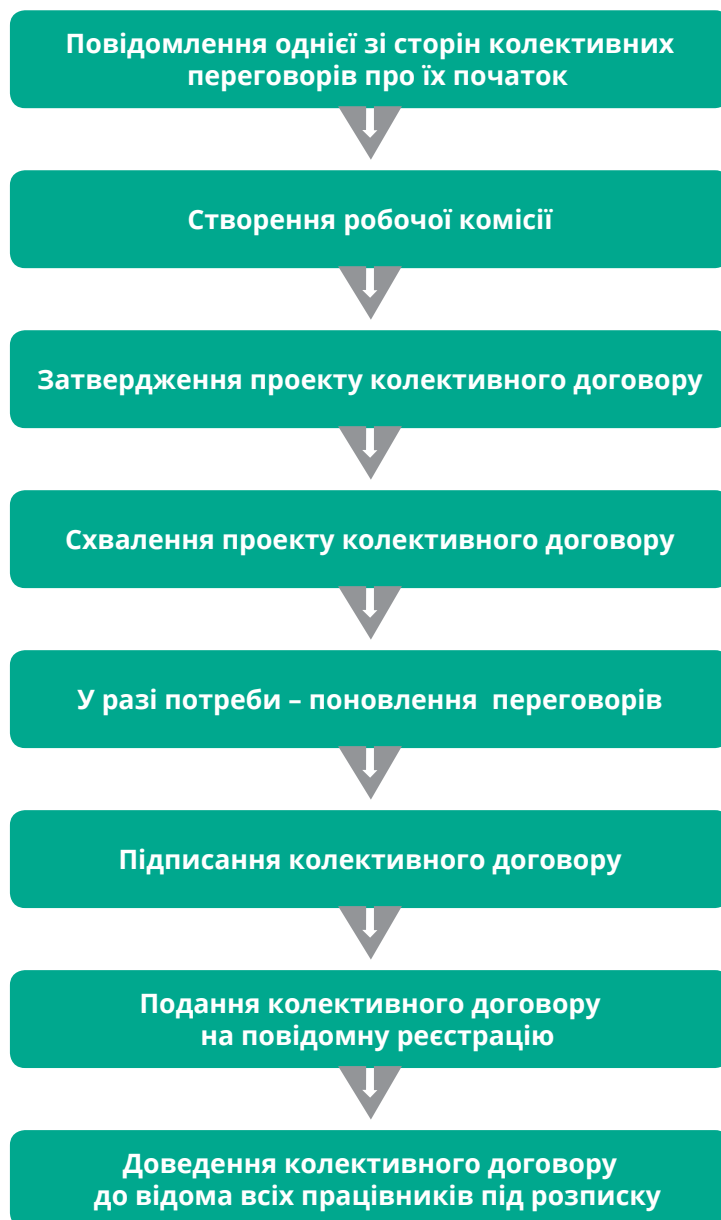 Повідомлення однієї зі сторін колективних
переговорів про їх початок
Створення робочої комісії
Затвердження проекту колективного договору
Схвалення проекту колективного договору
У разі потреби – поновлення переговорів
Підписання колективного договору
Подання колективного договору
на повідомну реєстрацію
Доведення колективного договору
до відома всіх працівників під розписку